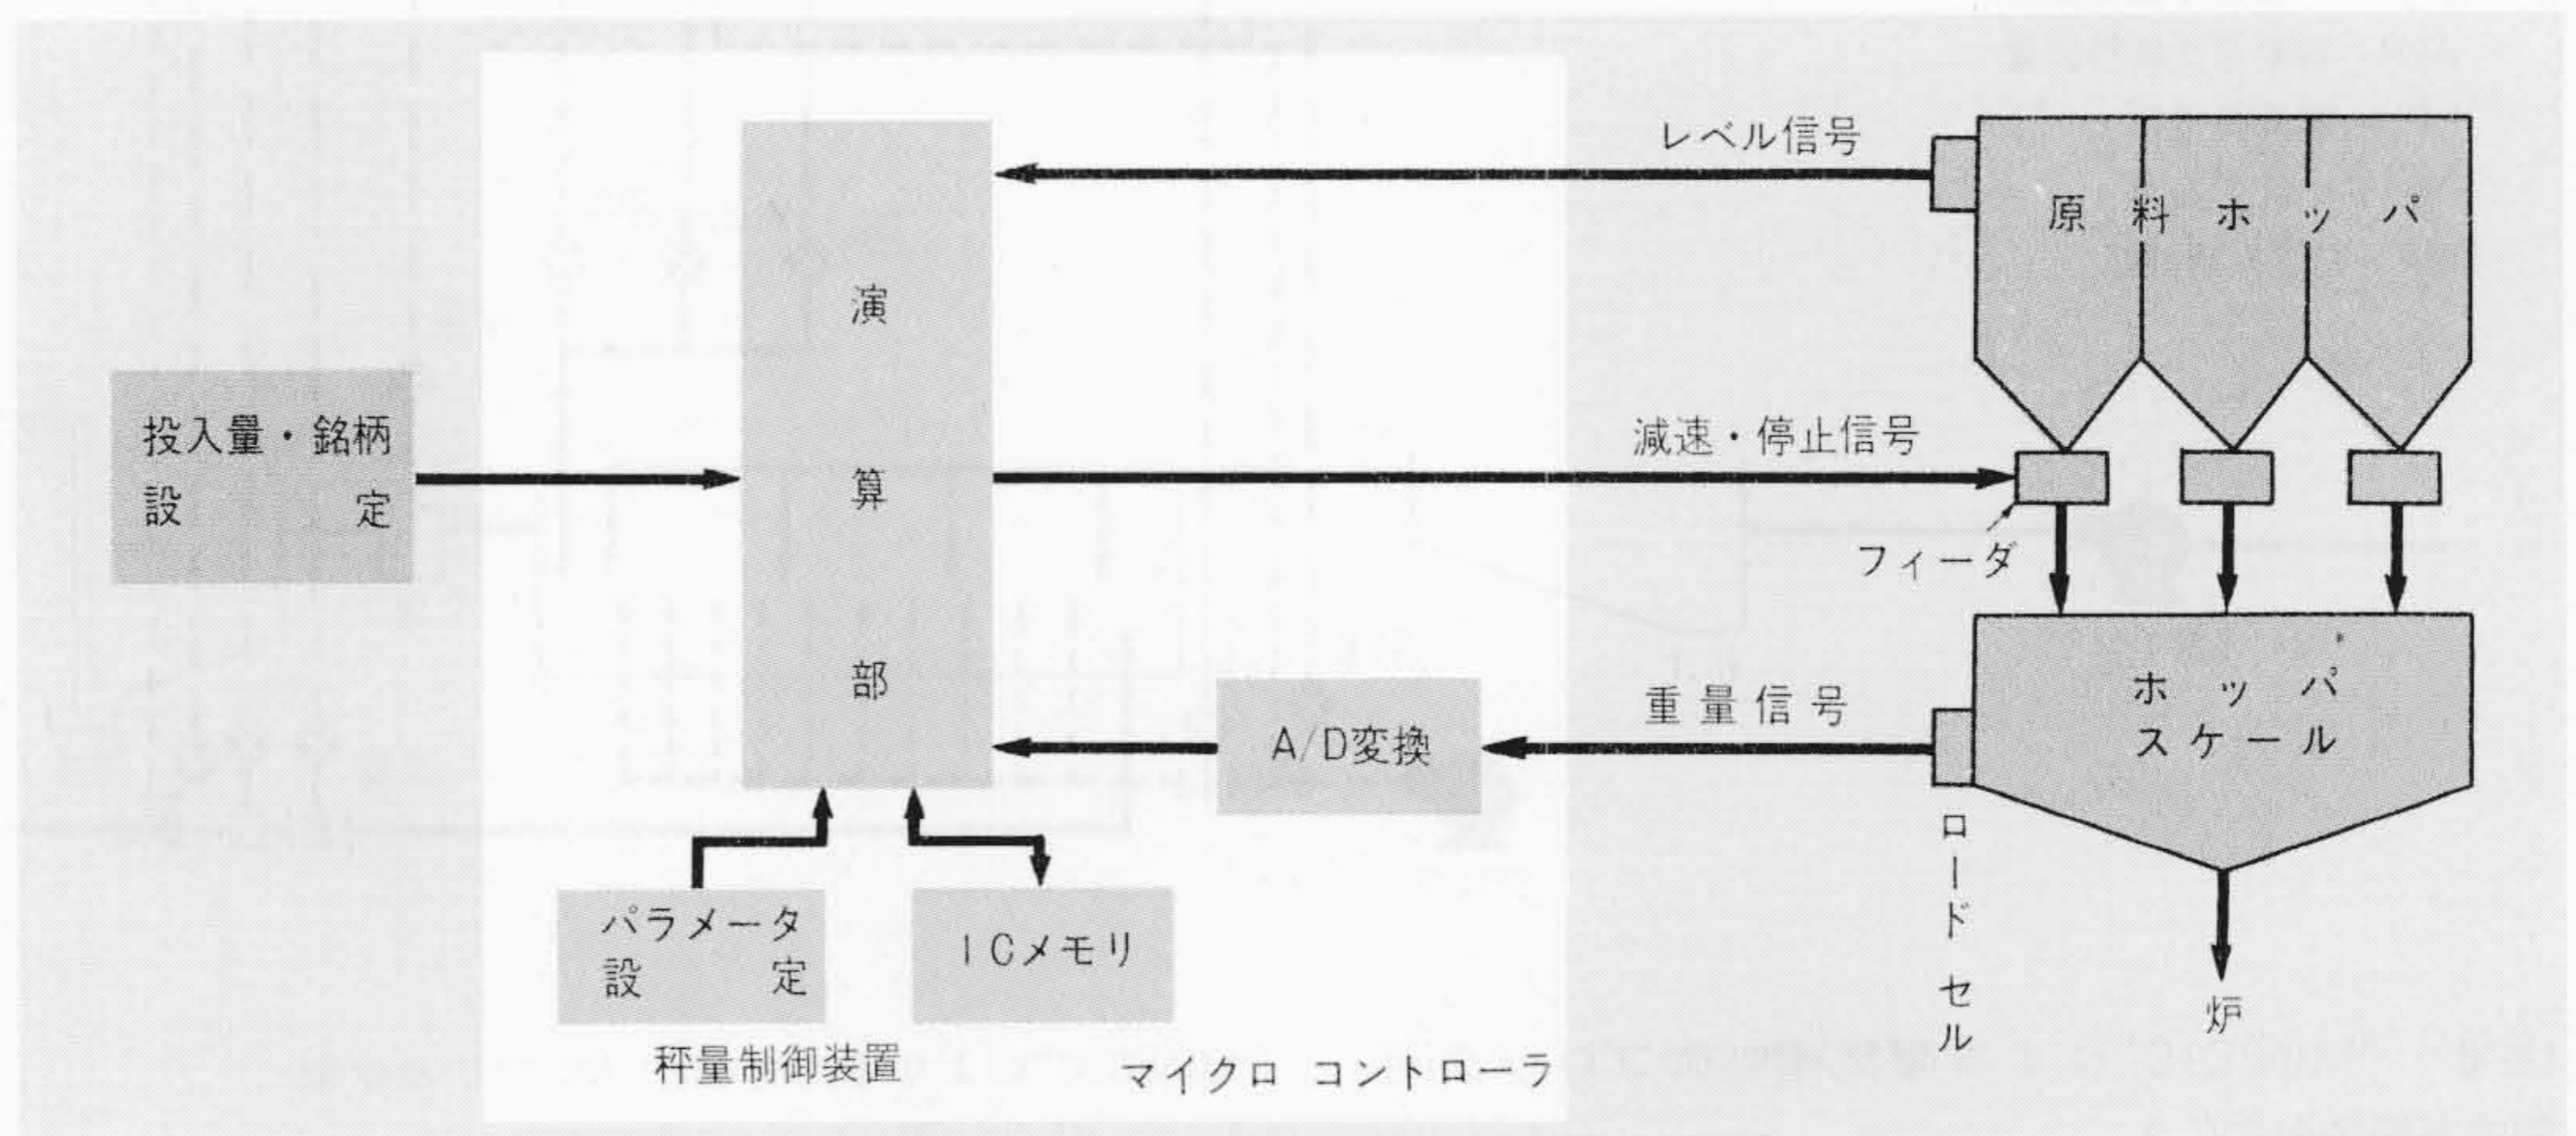 レベル信号
原料ホッパ
演算部
投入量・銘柄
設定
減速・停止信号
フィーダ
重量信号
A/D変換
ホッパ
スケール
ロードセル
パラメータ
設定
ICメモリ
炉
秤量制御装置
マイクロ コントローラ